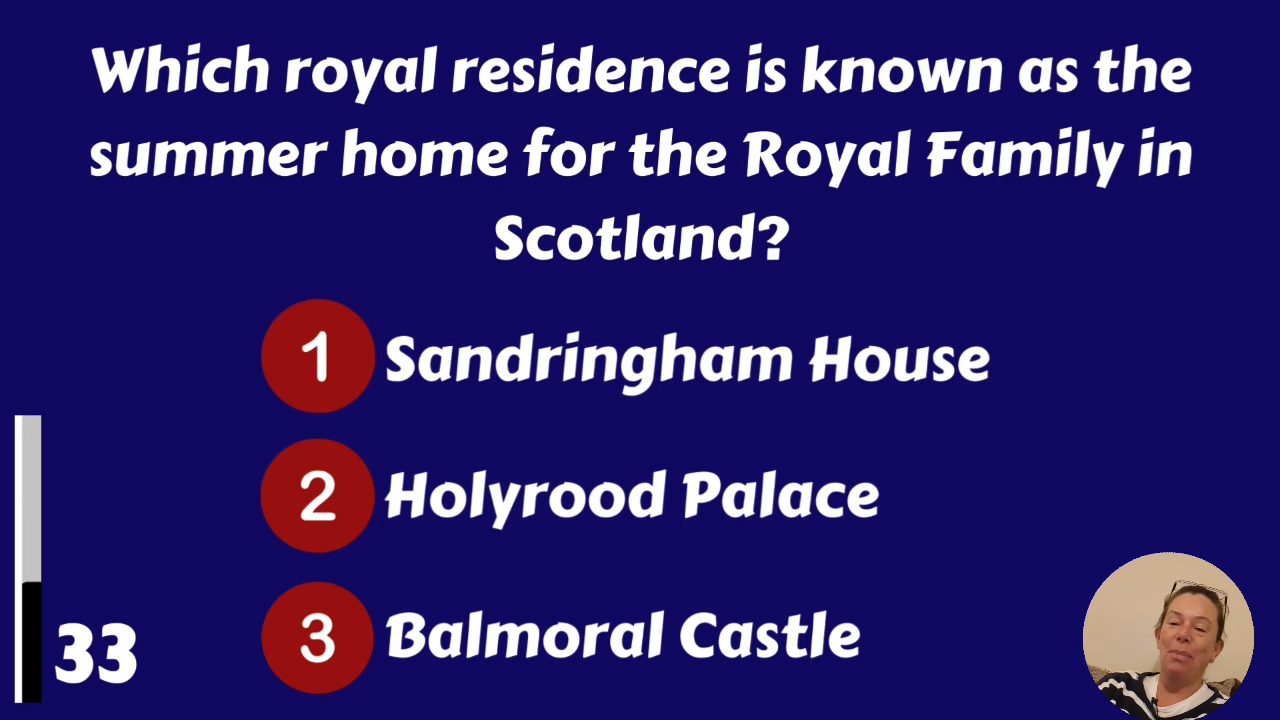 Which royal residence is known as the
summer home for the Royal Family in
Scotland?
1 Sandringham House
2 Holyrood Palace
3 Balmoral Castle
33